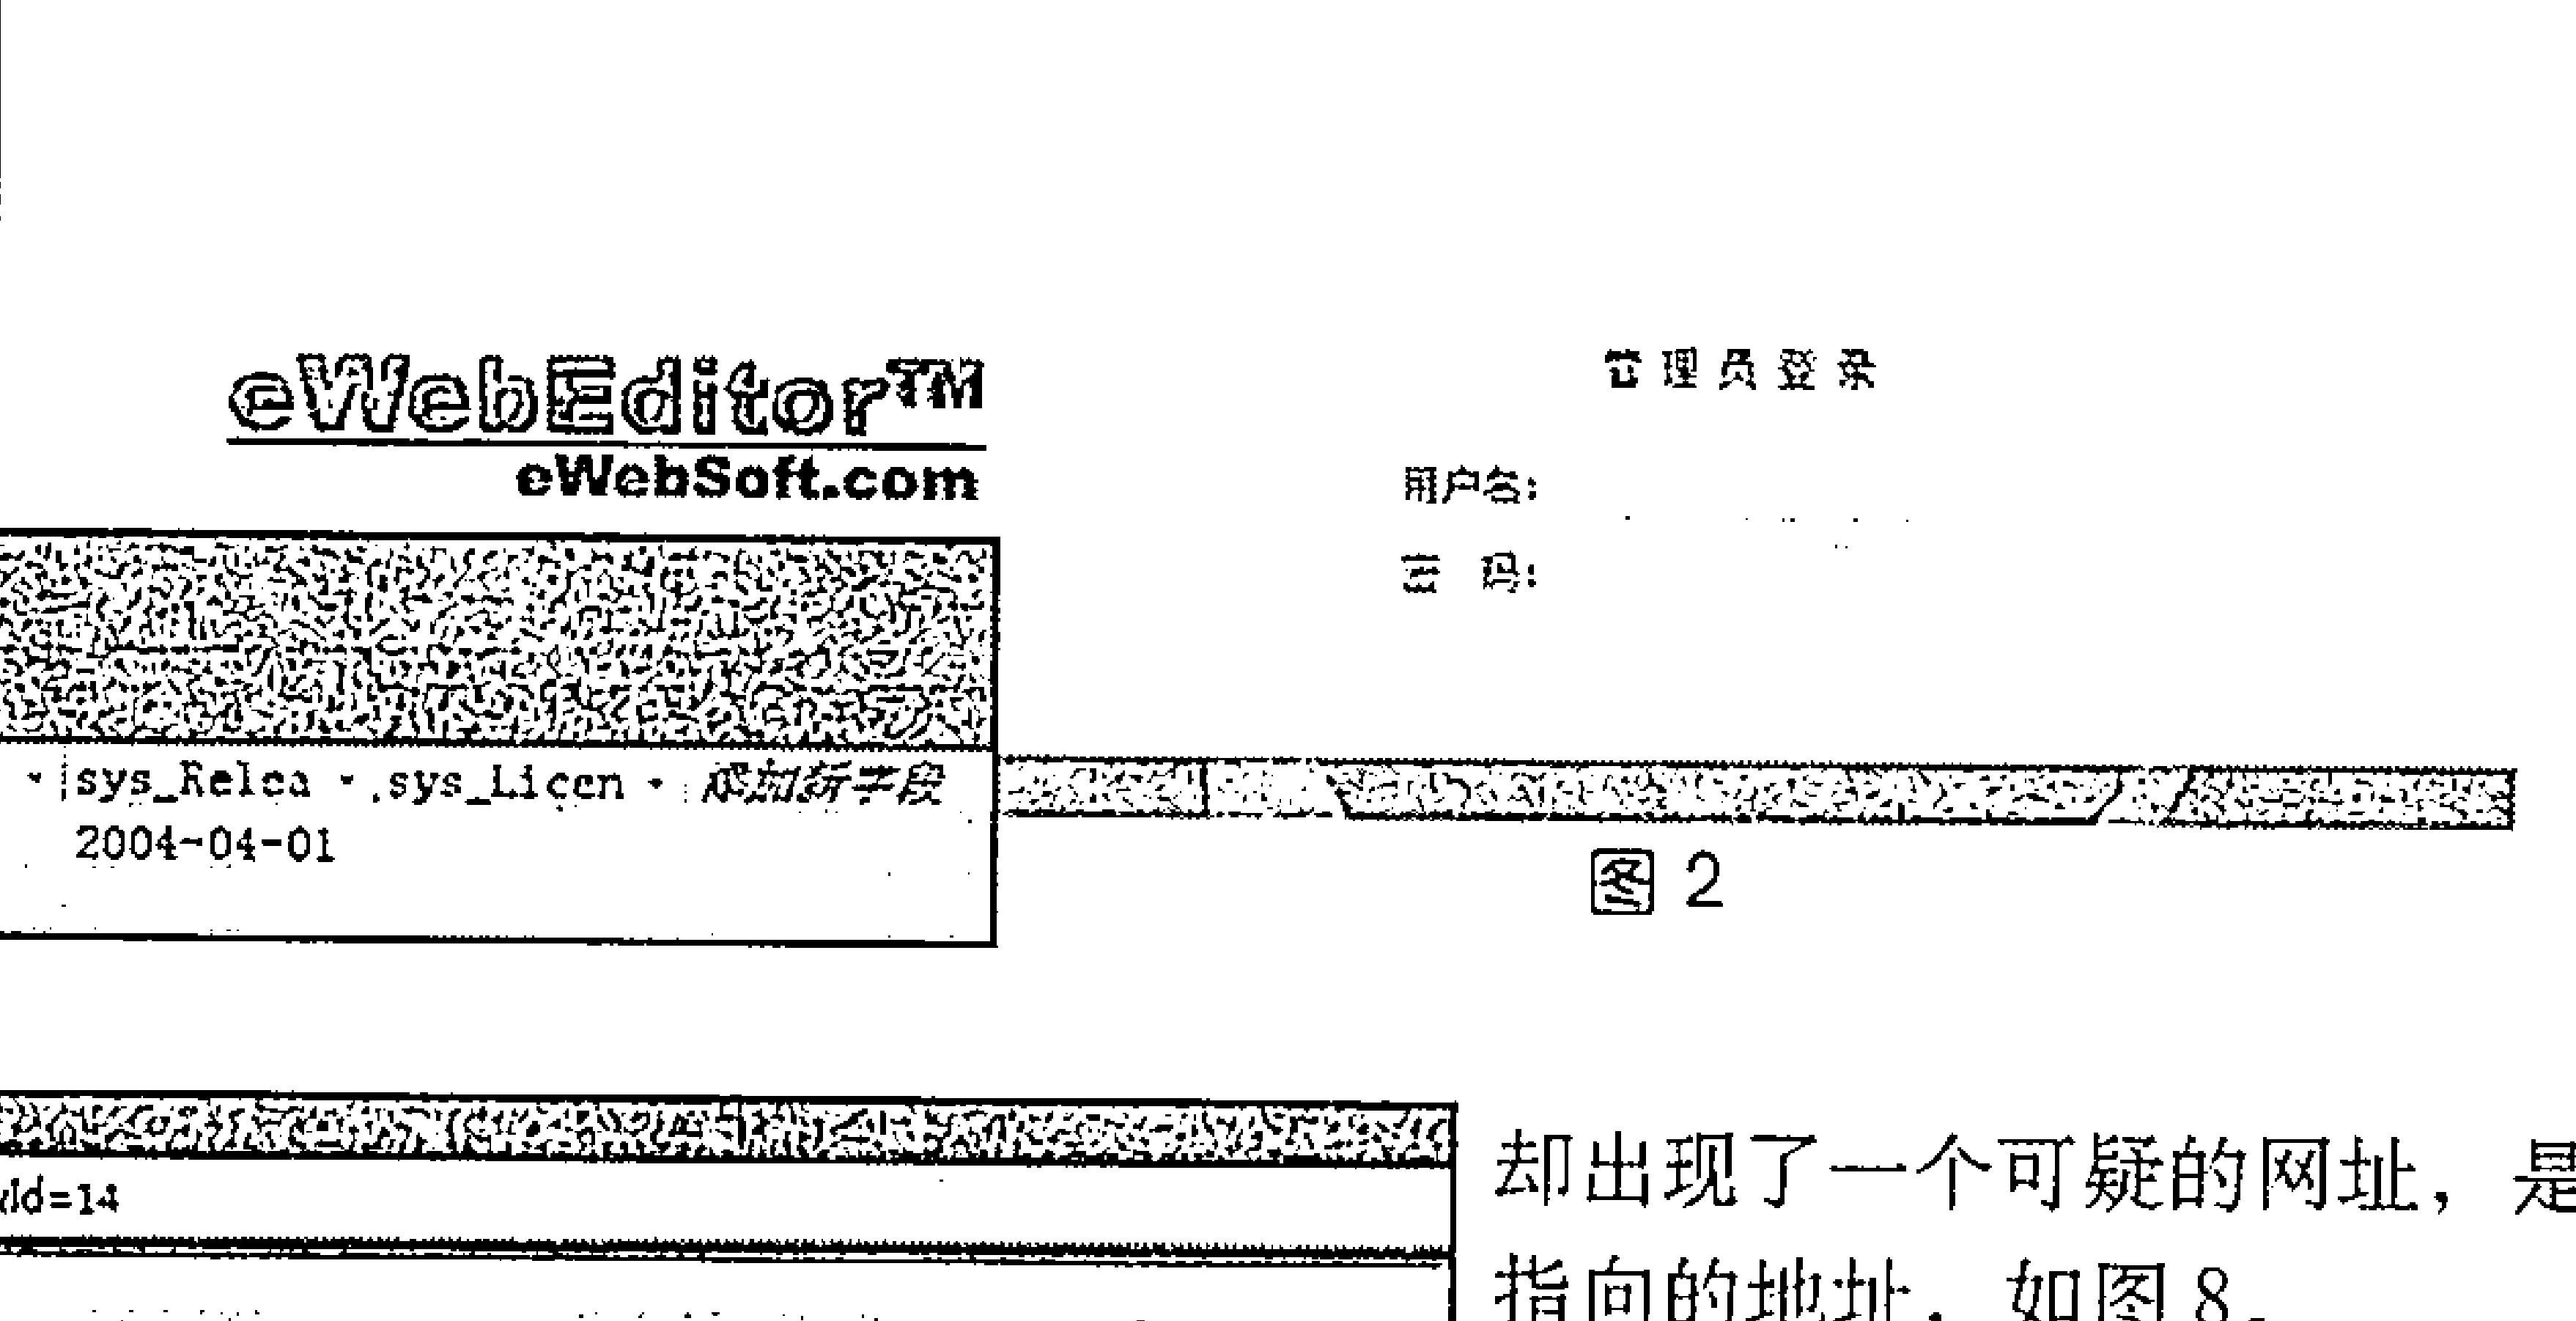 eWebEditor™
eWebSoft.com
管理员登录
用户名:
密 码:
sys_Relea sys_Licen 添加新字段
2004-04-01
图 2
Id=14
却出现了一个可疑的网址，是
指向的地址，如图 8。